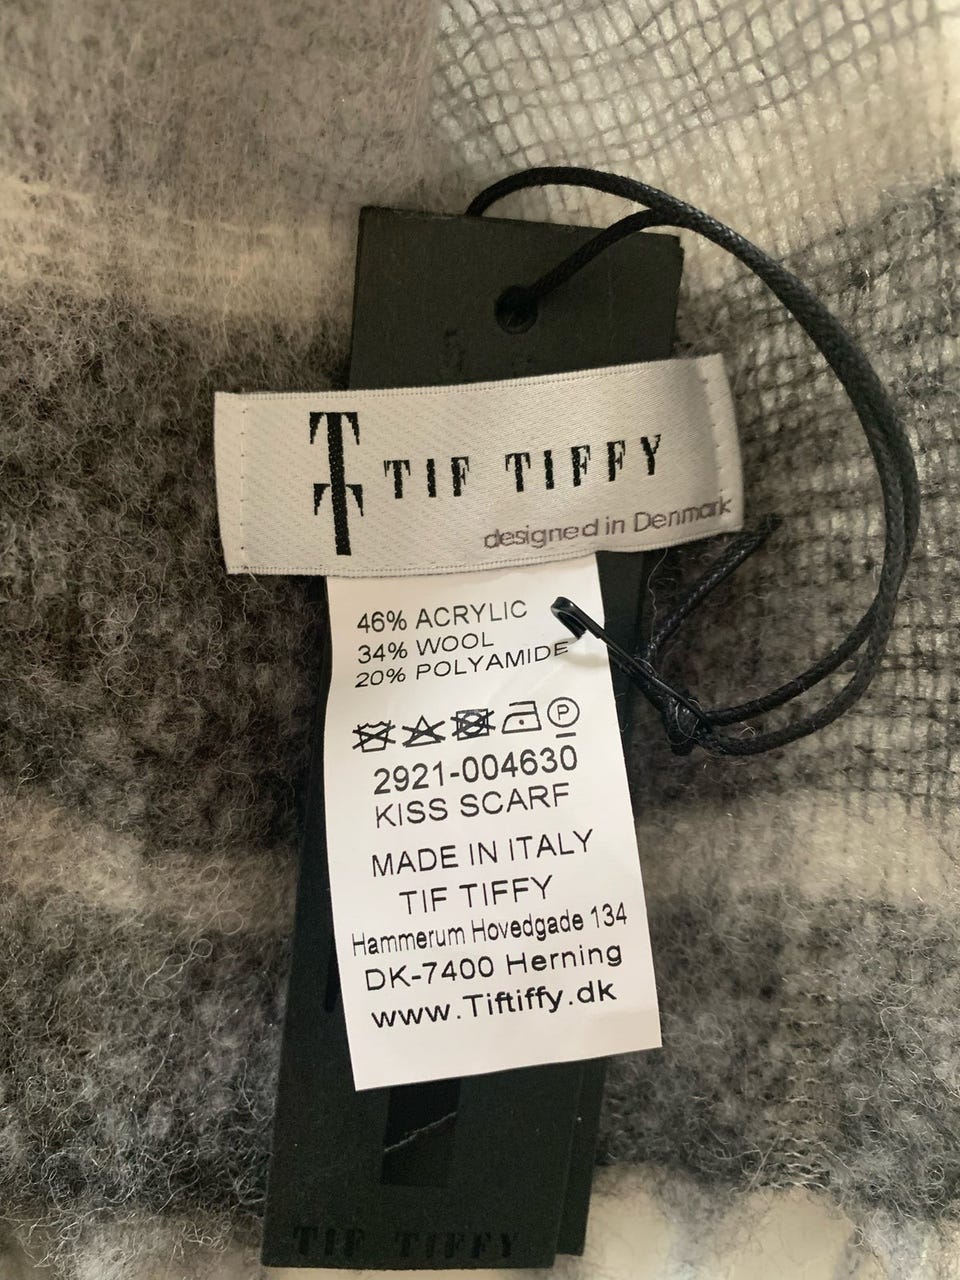 TIF TIFFY
designed in Denmark
46% ACRYLIC
34% WOOL
20% POLYAMIDE
P
2921-004630
KISS SCARF
MADE IN ITALY
TIF TIFFY
Hammerum Hovedgade 134
DK-7400 Herning
www.Tiftiffy.dk
TIF TIFFY